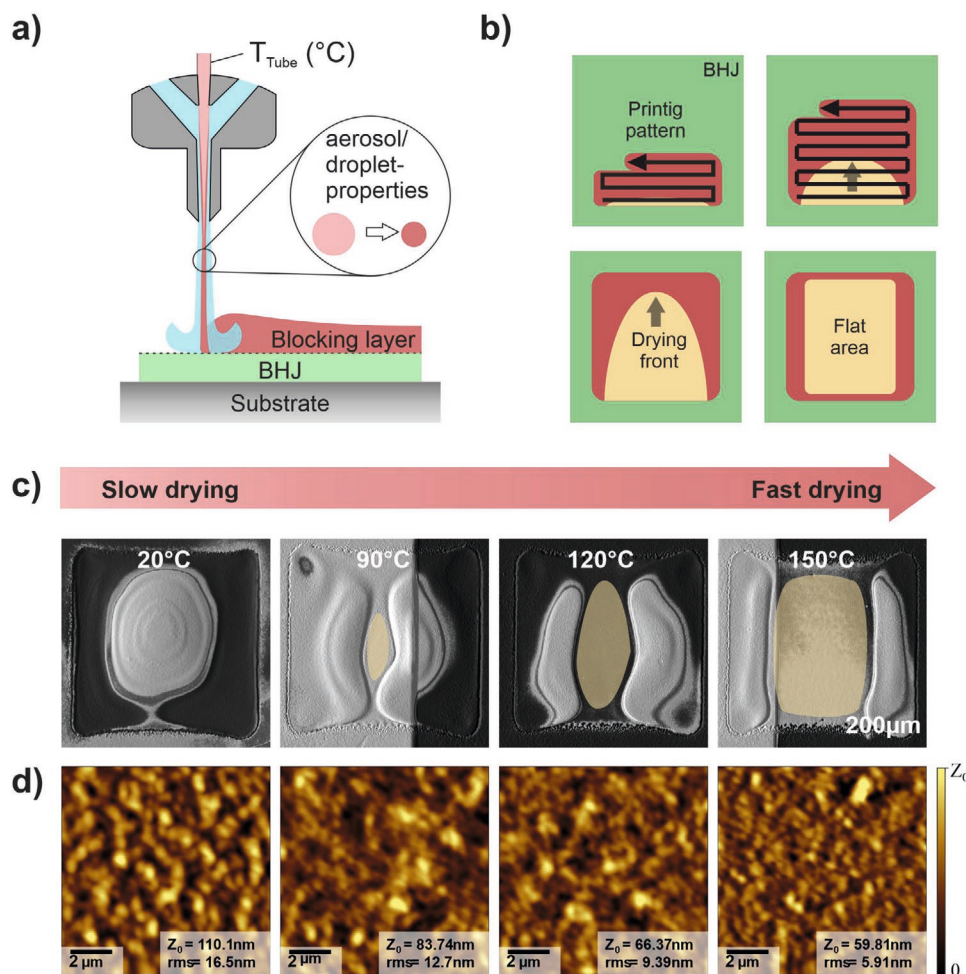 a)
T_Tube (°C)
aerosol/
droplet-
properties
Blocking layer
BHJ
Substrate
b)
BHJ
Printig
pattern
Drying
front
Flat
area
c)
Slow drying
Fast drying
20°C
90°C
120°C
150°C
200µm
d)
Z₀
2 µm
Z₀ = 110.1nm
rms= 16.5nm
2 µm
Z₀ = 83.74nm
rms= 12.7nm
2 µm
Z₀ = 66.37nm
rms= 9.39nm
2 µm
Z₀ = 59.81nm
rms= 5.91nm
0